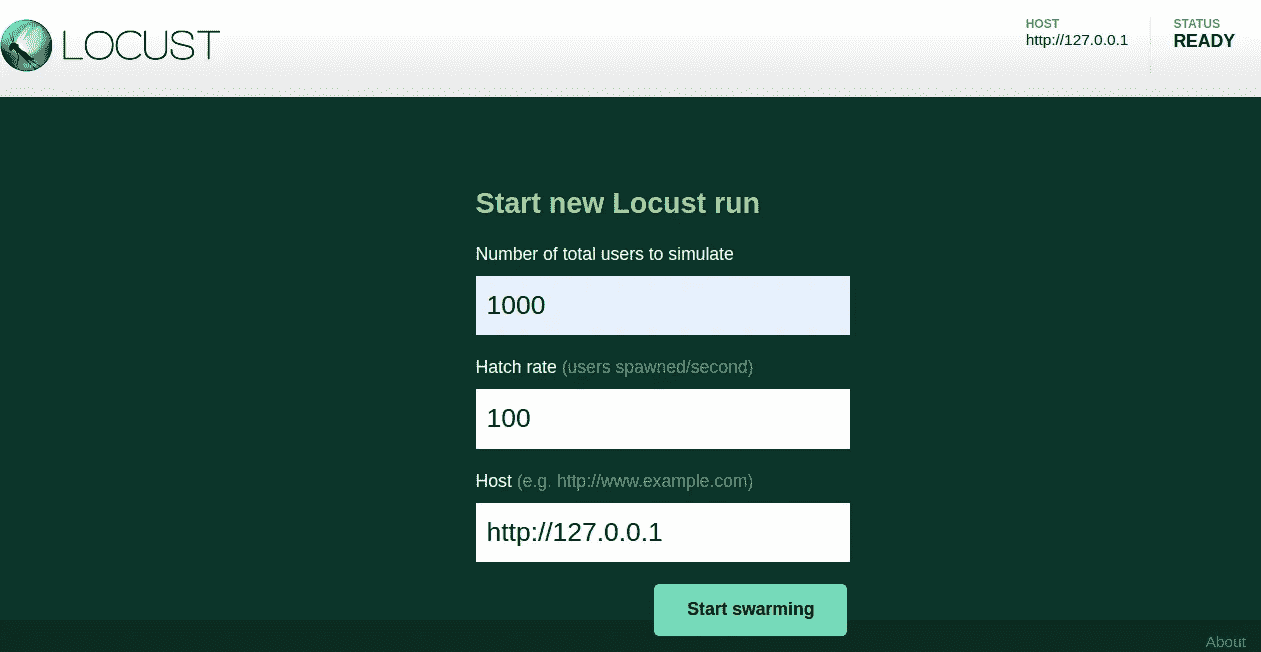 LOCUST
HOST
http://127.0.0.1
STATUS
READY
Start new Locust run
Number of total users to simulate
1000
Hatch rate (users spawned/second)
100
Host (e.g. http://www.example.com)
http://127.0.0.1
Start swarming
About